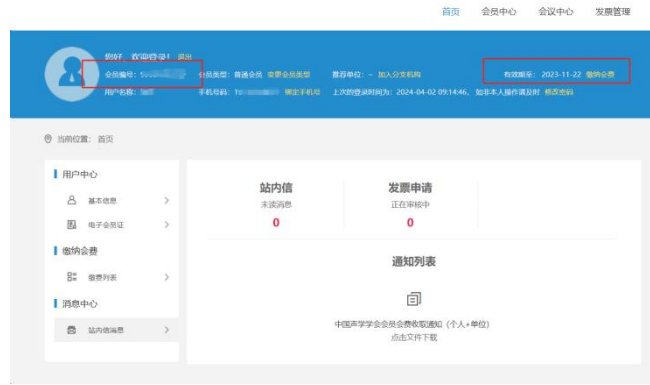 首页 会员中心 会议中心 发票管理
您好，欢迎登录！ 退出
会员编号：
会员类型：普通会员 变更会员类型 推荐单位：- 加入分支机构 有效期至：2023-11-22 缴纳会费
用户名称：
手机号码：1 绑定手机号 上次的登录时间为：2024-04-02 09:14:46，如非本人操作请及时 修改密码
当前位置：首页
用户中心
基本信息
电子会员证
缴纳会费
缴费列表
消息中心
站内信消息
站内信 发票申请
未读消息 正在审核中
0 0
通知列表
中国声学学会会员会费收取通知（个人+单位）
点击文件下载